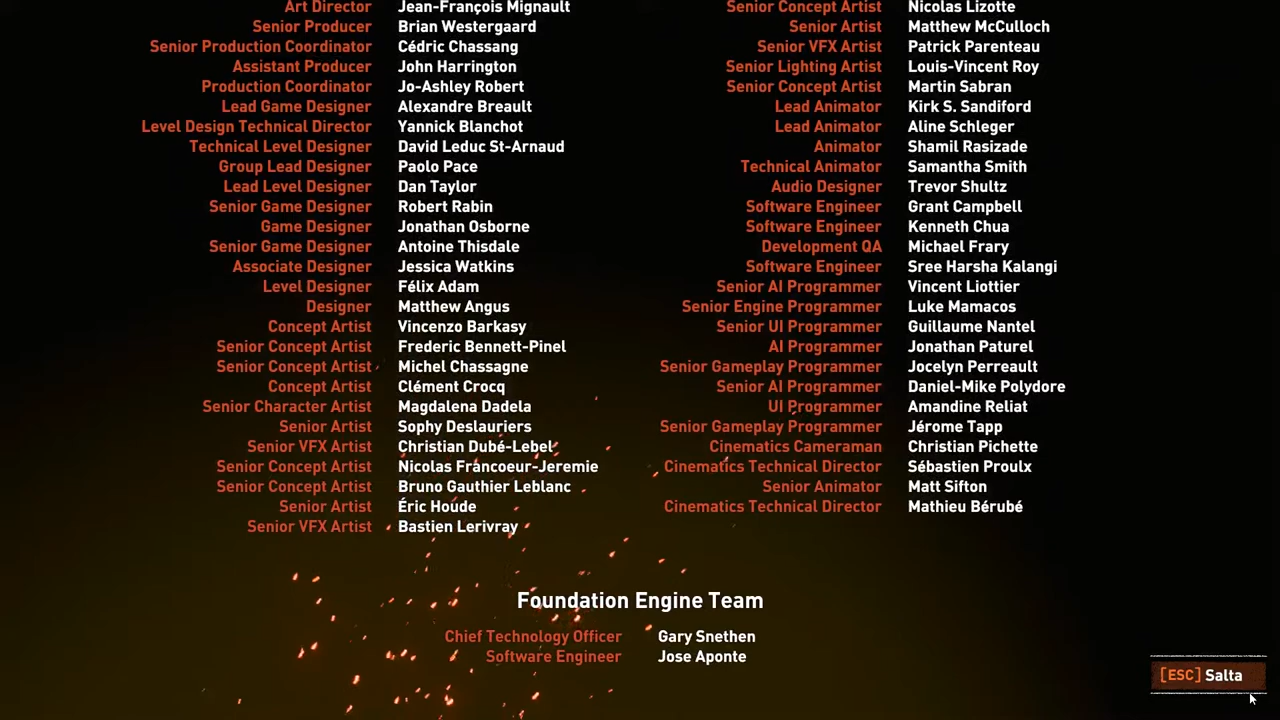 Art Director Jean-François Mignault
Senior Producer Brian Westergaard
Senior Production Coordinator Cédric Chassang
Assistant Producer John Harrington
Production Coordinator Jo-Ashley Robert
Lead Game Designer Alexandre Breault
Level Design Technical Director Yannick Blanchot
Technical Level Designer David Leduc St-Arnaud
Group Lead Designer Paolo Pace
Lead Level Designer Dan Taylor
Senior Game Designer Robert Rabin
Game Designer Jonathan Osborne
Senior Game Designer Antoine Thisdale
Associate Designer Jessica Watkins
Level Designer Félix Adam
Designer Matthew Angus
Concept Artist Vincenzo Barkasy
Senior Concept Artist Frederic Bennett-Pinel
Senior Concept Artist Michel Chassagne
Concept Artist Clément Crocq
Senior Character Artist Magdalena Dadela
Senior Artist Sophy Deslauriers
Senior VFX Artist Christian Dubé-Lebel
Senior Concept Artist Nicolas Francoeur-Jeremie
Senior Concept Artist Bruno Gauthier Leblanc
Senior Artist Éric Houde
Senior VFX Artist Bastien Lerivray
Senior Concept Artist Nicolas Lizotte
Senior Artist Matthew McCulloch
Senior VFX Artist Patrick Parenteau
Senior Lighting Artist Louis-Vincent Roy
Senior Concept Artist Martin Sabran
Lead Animator Kirk S. Sandiford
Lead Animator Aline Schleger
Animator Shamil Rasizade
Technical Animator Samantha Smith
Audio Designer Trevor Shultz
Software Engineer Grant Campbell
Software Engineer Kenneth Chua
Development QA Michael Frary
Software Engineer Sree Harsha Kalangi
Senior AI Programmer Vincent Liottier
Senior Engine Programmer Luke Mamacos
Senior UI Programmer Guillaume Nantel
AI Programmer Jonathan Paturel
Senior Gameplay Programmer Jocelyn Perreault
Senior AI Programmer Daniel-Mike Polydore
UI Programmer Amandine Reliat
Senior Gameplay Programmer Jérome Tapp
Cinematics Cameraman Christian Pichette
Cinematics Technical Director Sébastien Proulx
Senior Animator Matt Sifton
Cinematics Technical Director Mathieu Bérubé
Foundation Engine Team
Chief Technology Officer Gary Snethen
Software Engineer Jose Aponte
[ESC] Salta